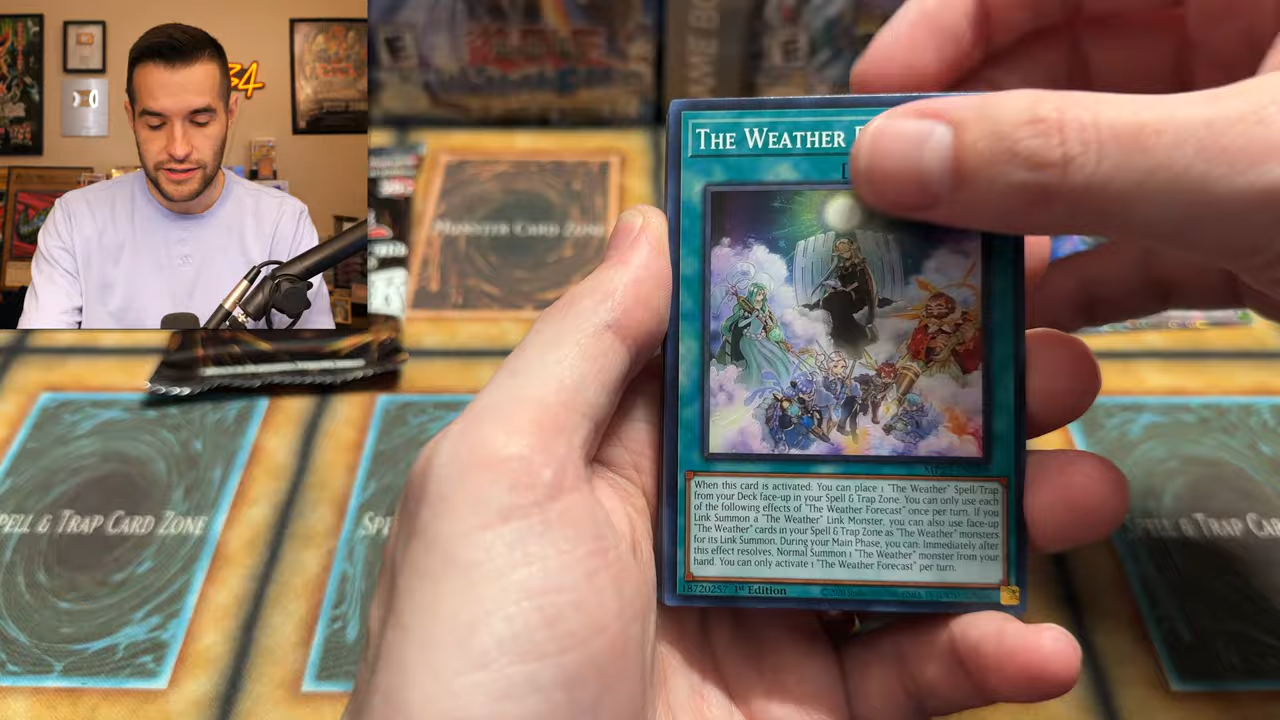 34
MONSTER CARD ZONE
THE WEATHER
When this card is activated: You can place 1 "The Weather" Spell/Trap
from your Deck face-up in your Spell & Trap Zone. You can only use each
of the following effects of "The Weather Forecast" once per turn. If you
Link Summon a "The Weather" Link Monster, you can also use face-up
"The Weather" cards in your Spell & Trap Zone as "The Weather" monsters
for its Link Summon. During your Main Phase, you can: Immediately after
this effect resolves, Normal Summon 1 "The Weather" monster from your
hand. You can only activate 1 "The Weather Forecast" per turn.
18720257 1st Edition
SPELL & TRAP CARD ZONE
SPELL & TRAP CAR